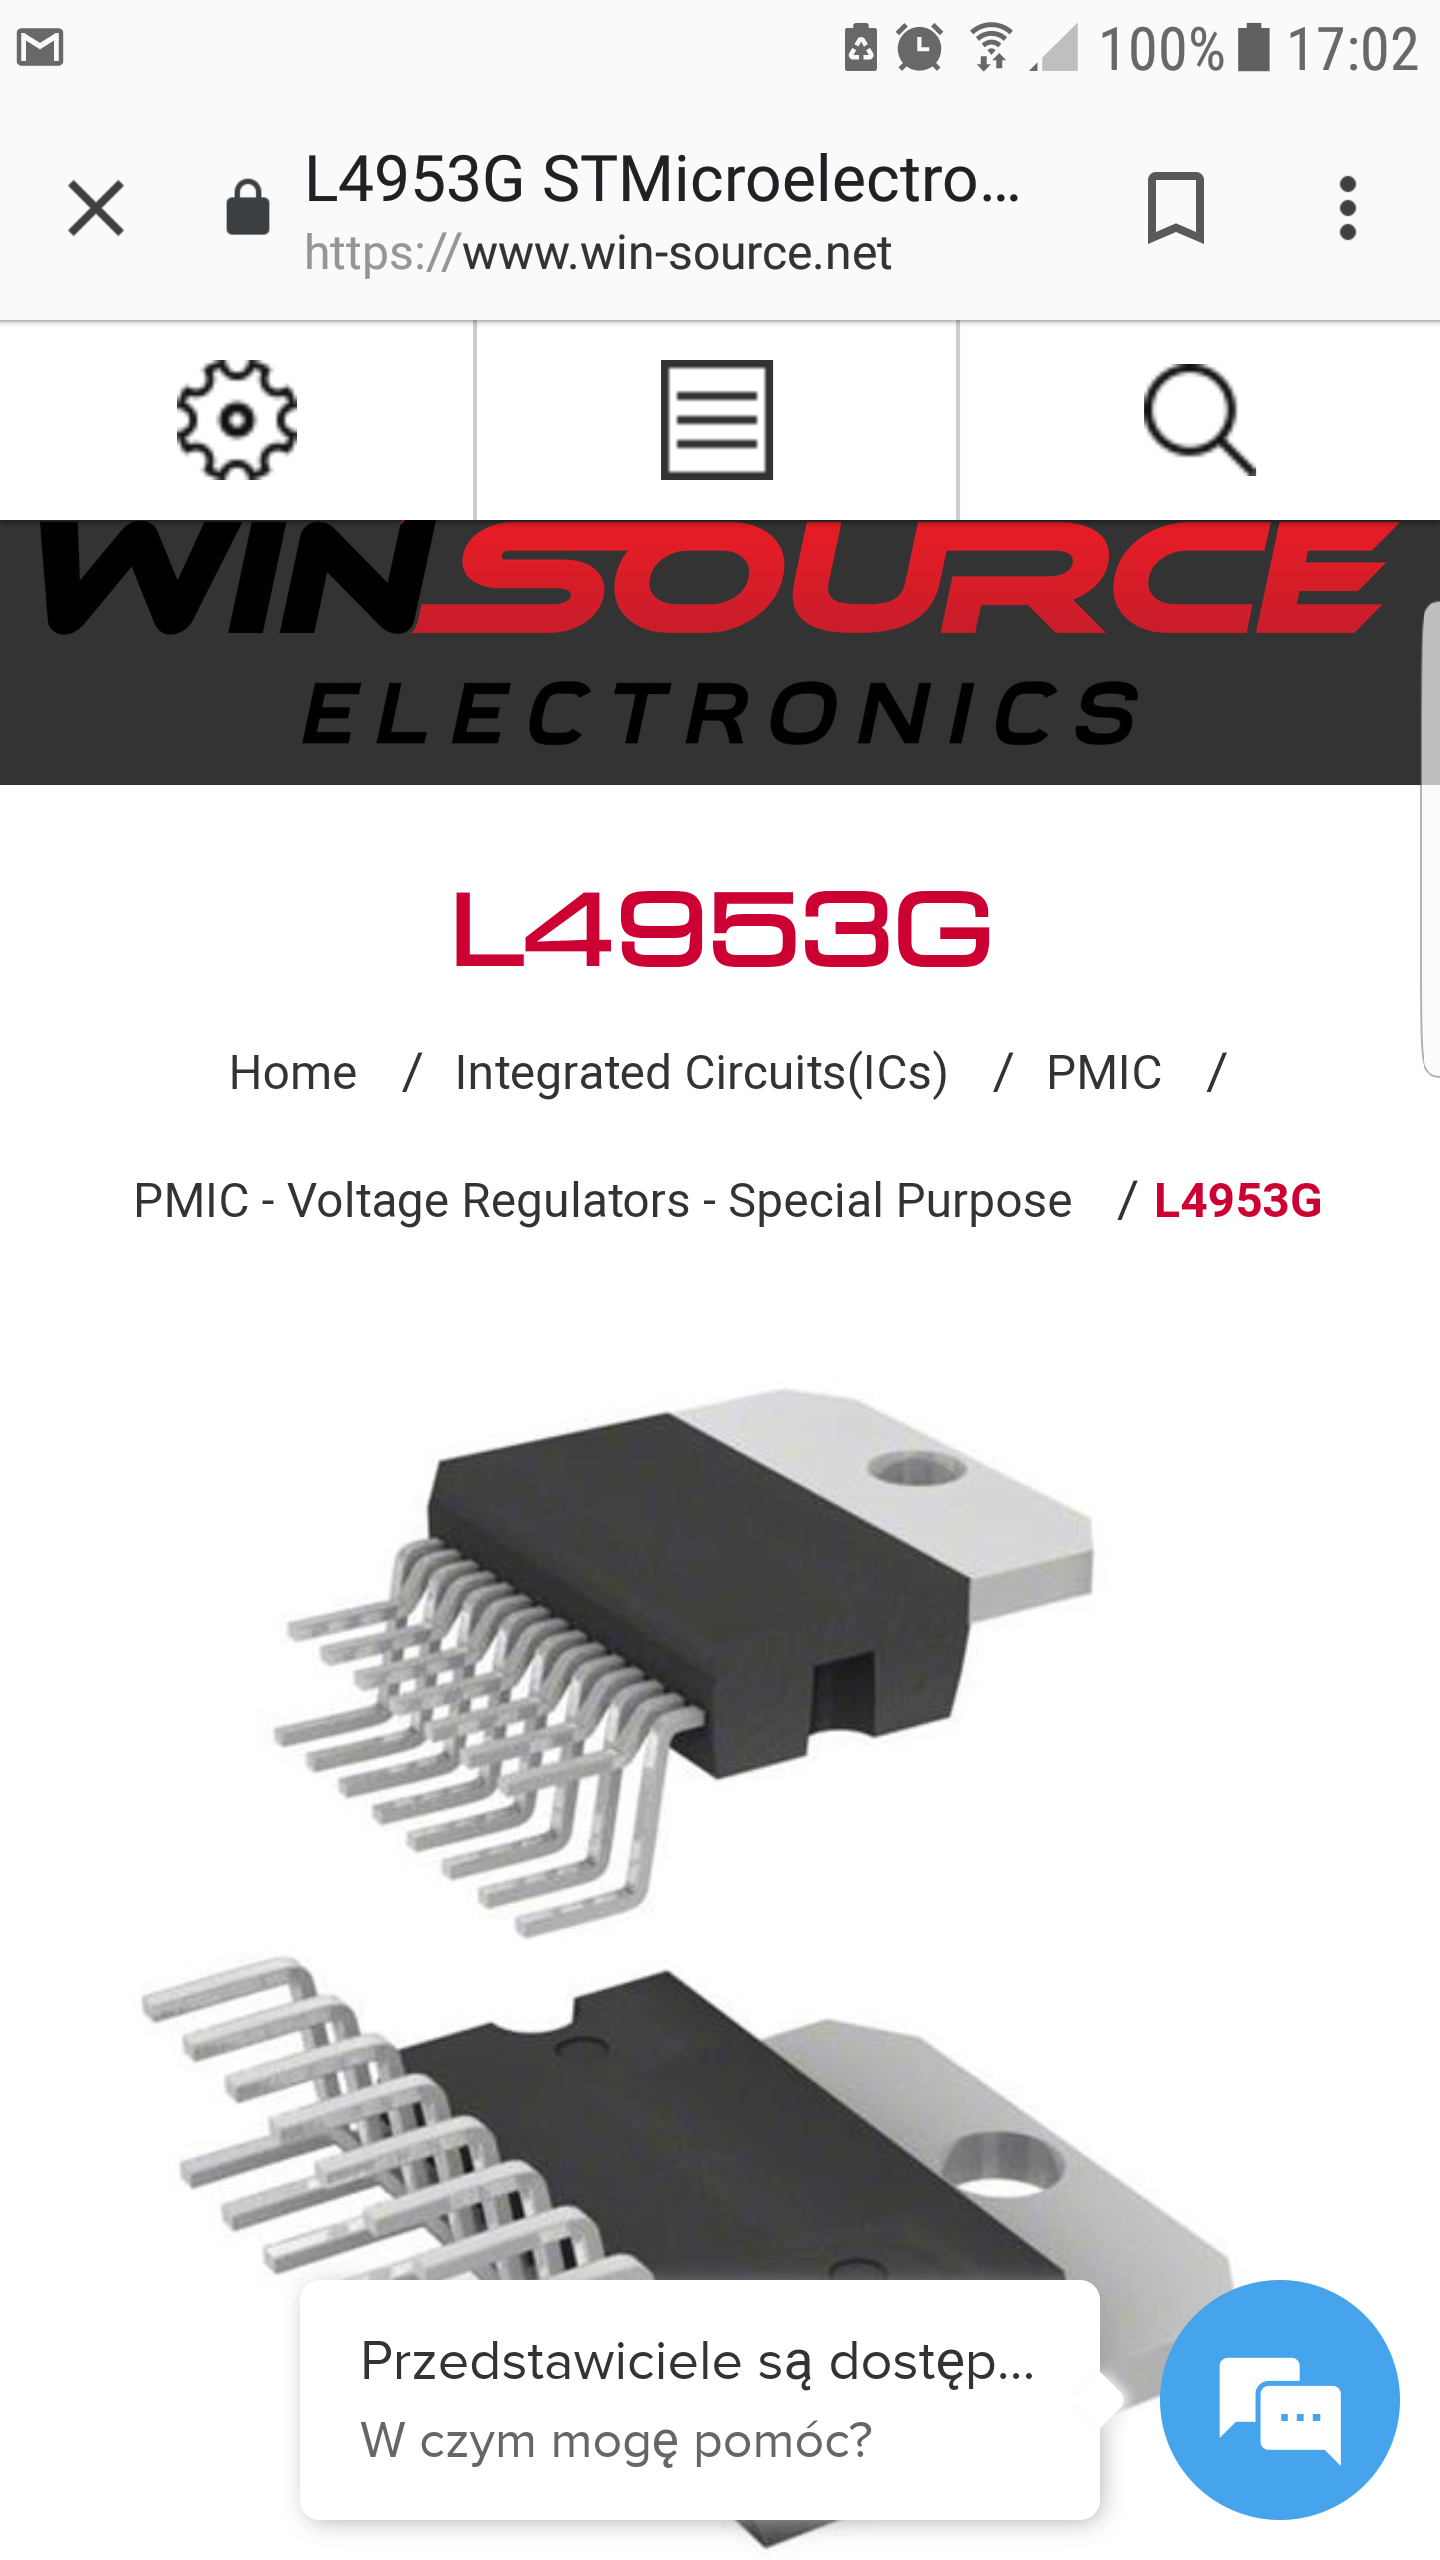 100% 17:02
L4953G STMicroelectro...
https://www.win-source.net
WINSOURCE
ELECTRONICS
L4953G
Home / Integrated Circuits(ICs) / PMIC /
PMIC - Voltage Regulators - Special Purpose / L4953G
Przedstawiciele są dostęp...
W czym mogę pomóc?